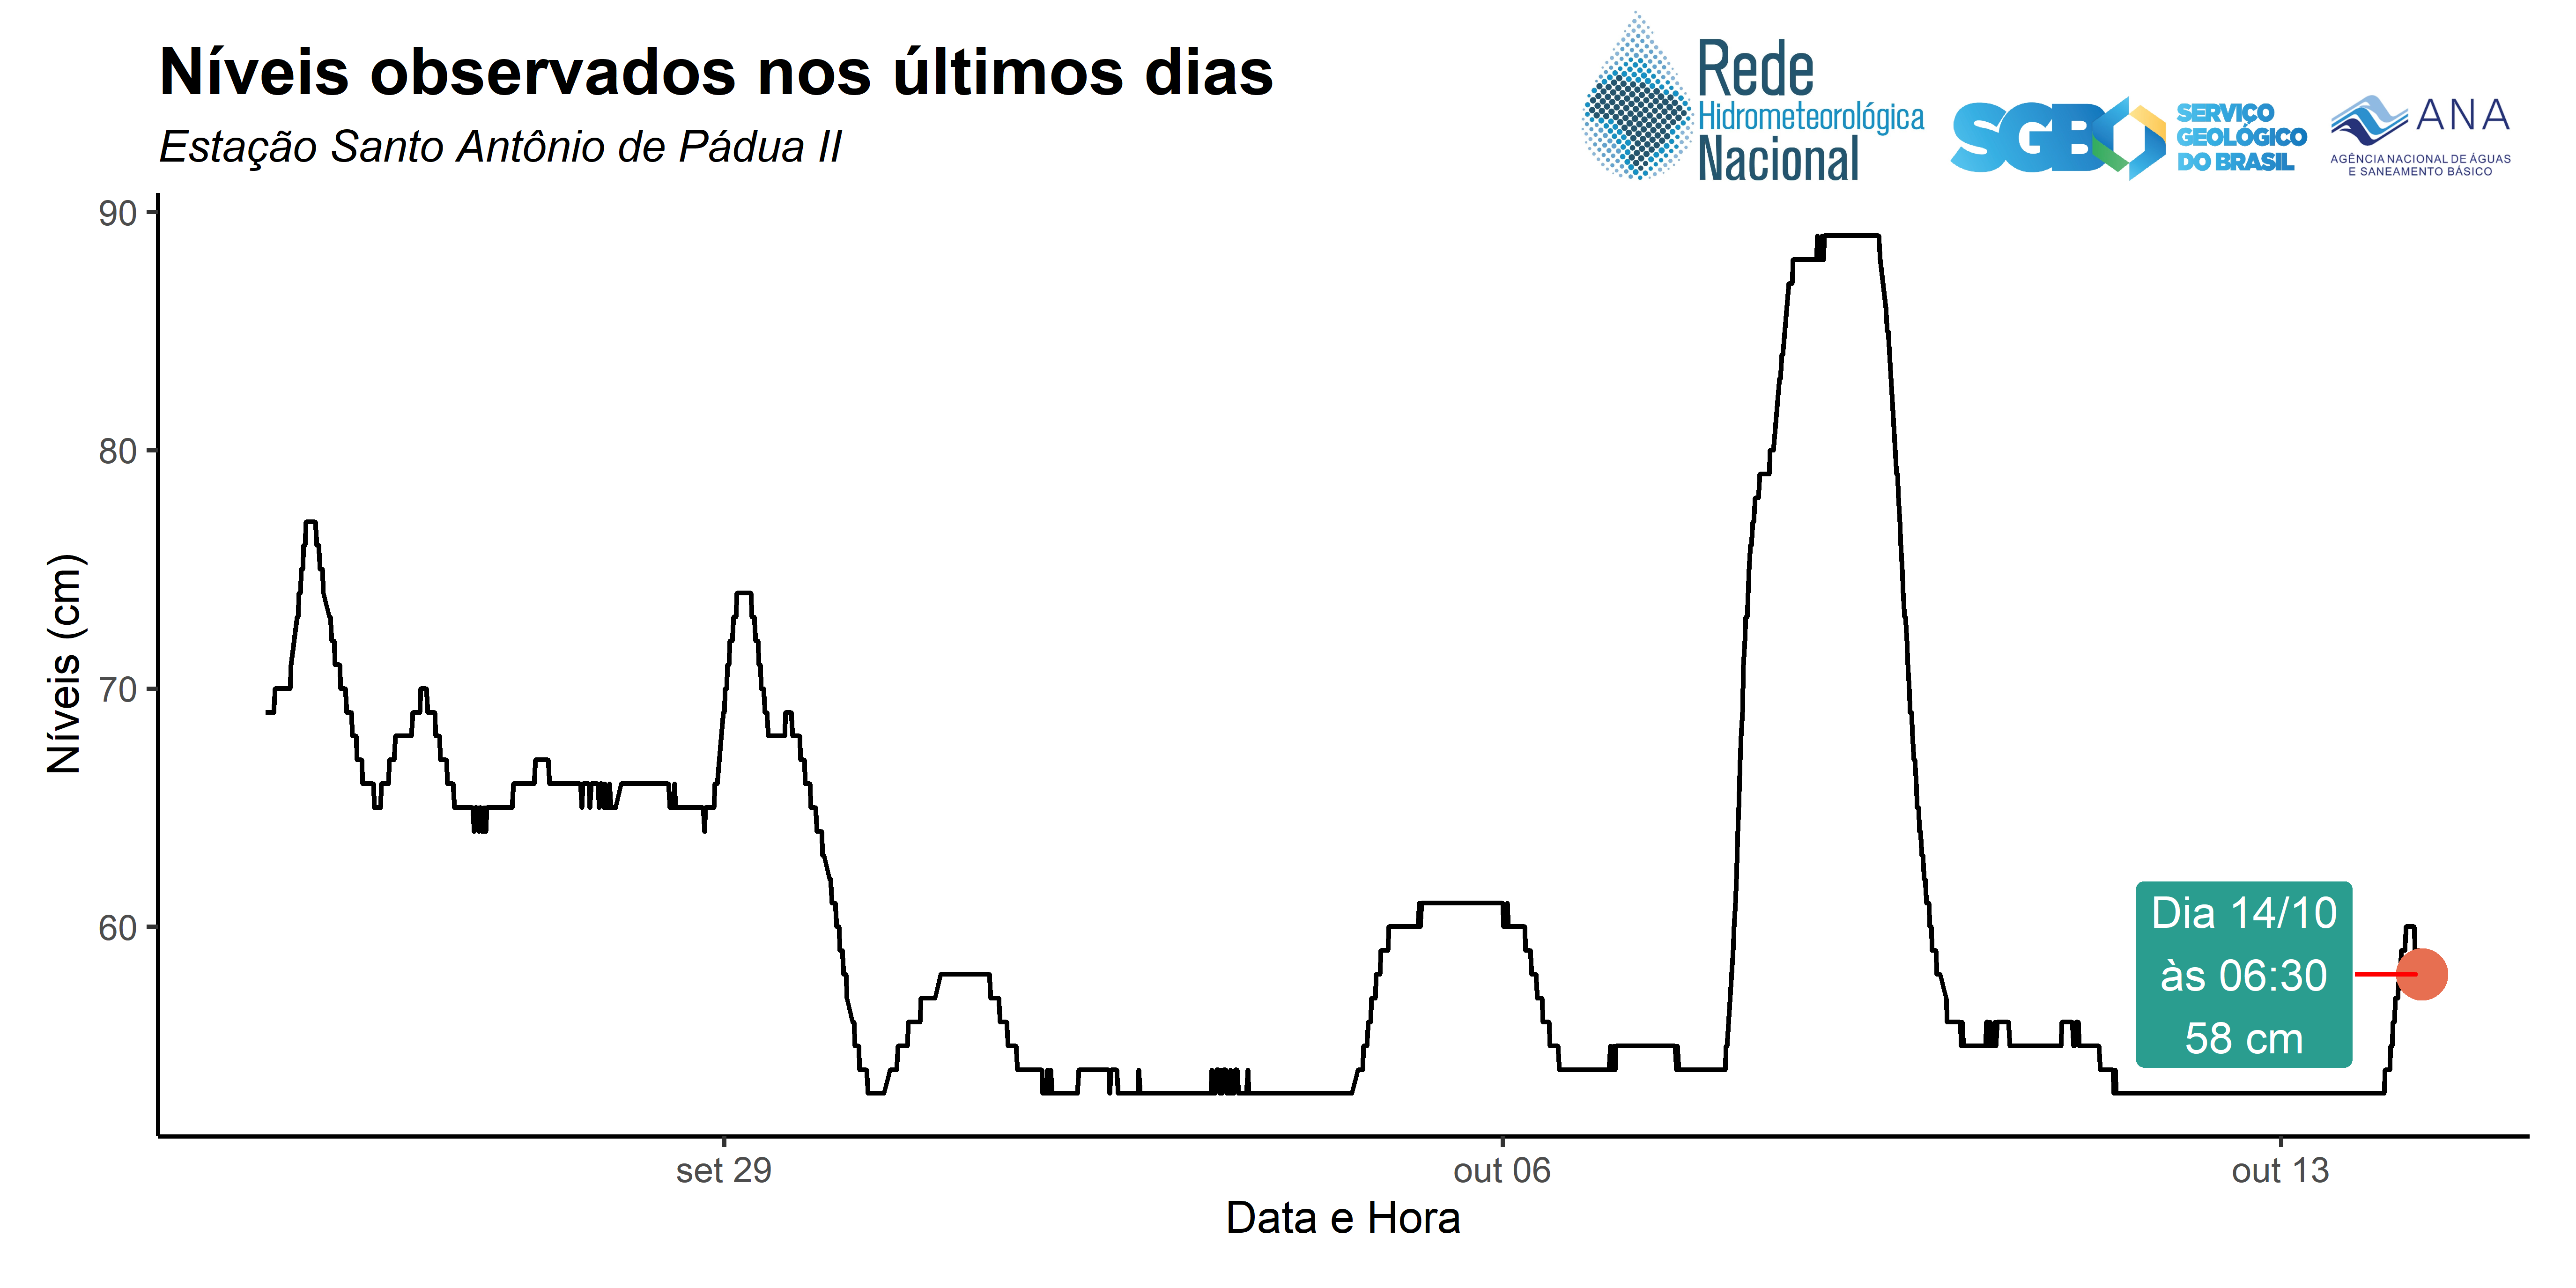 Níveis observados nos últimos dias
Estação Santo Antônio de Pádua II
Rede
Hidrometeorológica
Nacional
SGB
SERVIÇO
GEOLÓGICO
DO BRASIL
ANA
AGÊNCIA NACIONAL DE ÁGUAS
E SANEAMENTO BÁSICO
90
80
70
60
Níveis (cm)
Dia 14/10
às 06:30
58 cm
set 29
out 06
out 13
Data e Hora